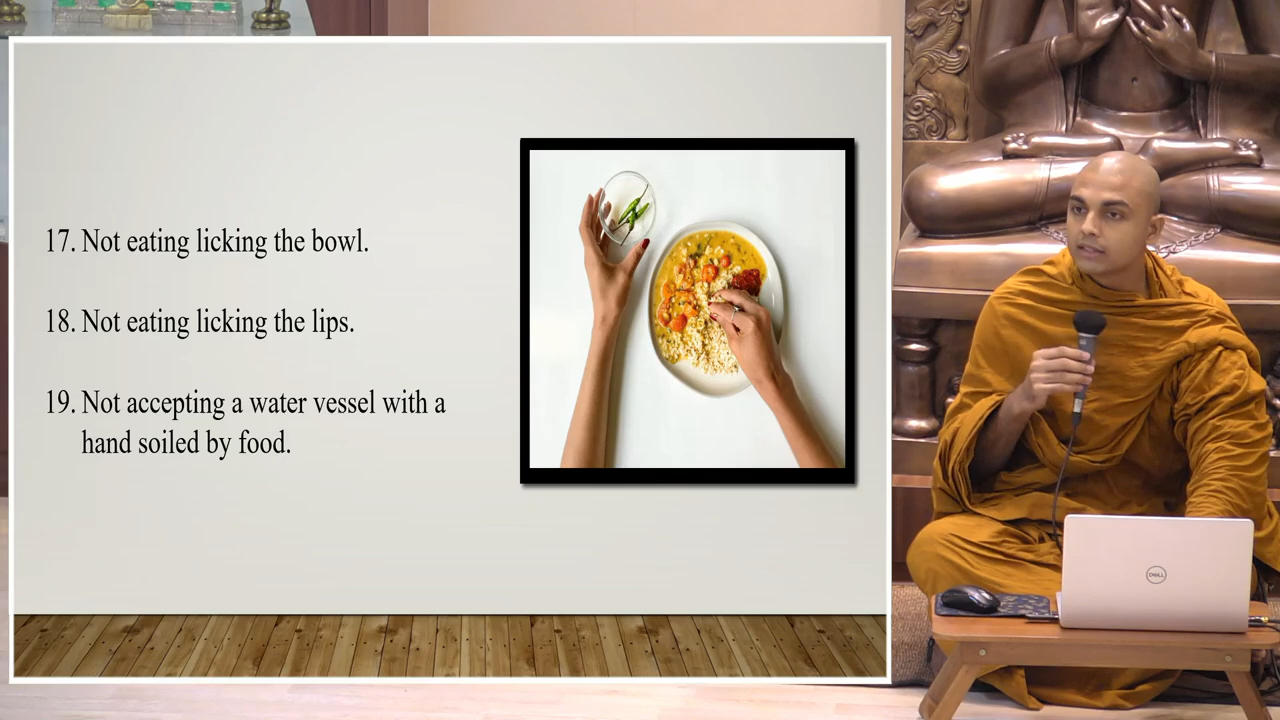 17. Not eating licking the bowl.
18. Not eating licking the lips.
19. Not accepting a water vessel with a
hand soiled by food.
DELL